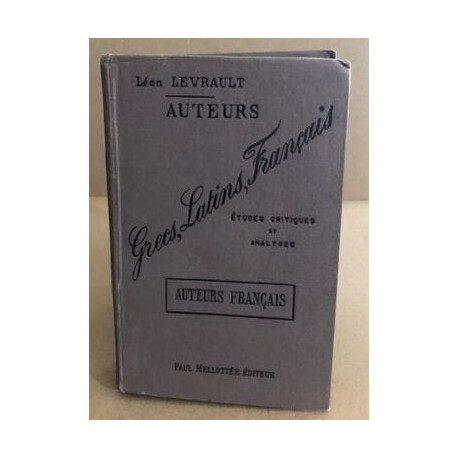 Léon LEVRAULT
AUTEURS
Grecs, Latins, Français
ÉTUDES CRITIQUES
ET
ANALYSES
AUTEURS FRANÇAIS
PAUL MELLOTTÉE ÉDITEUR